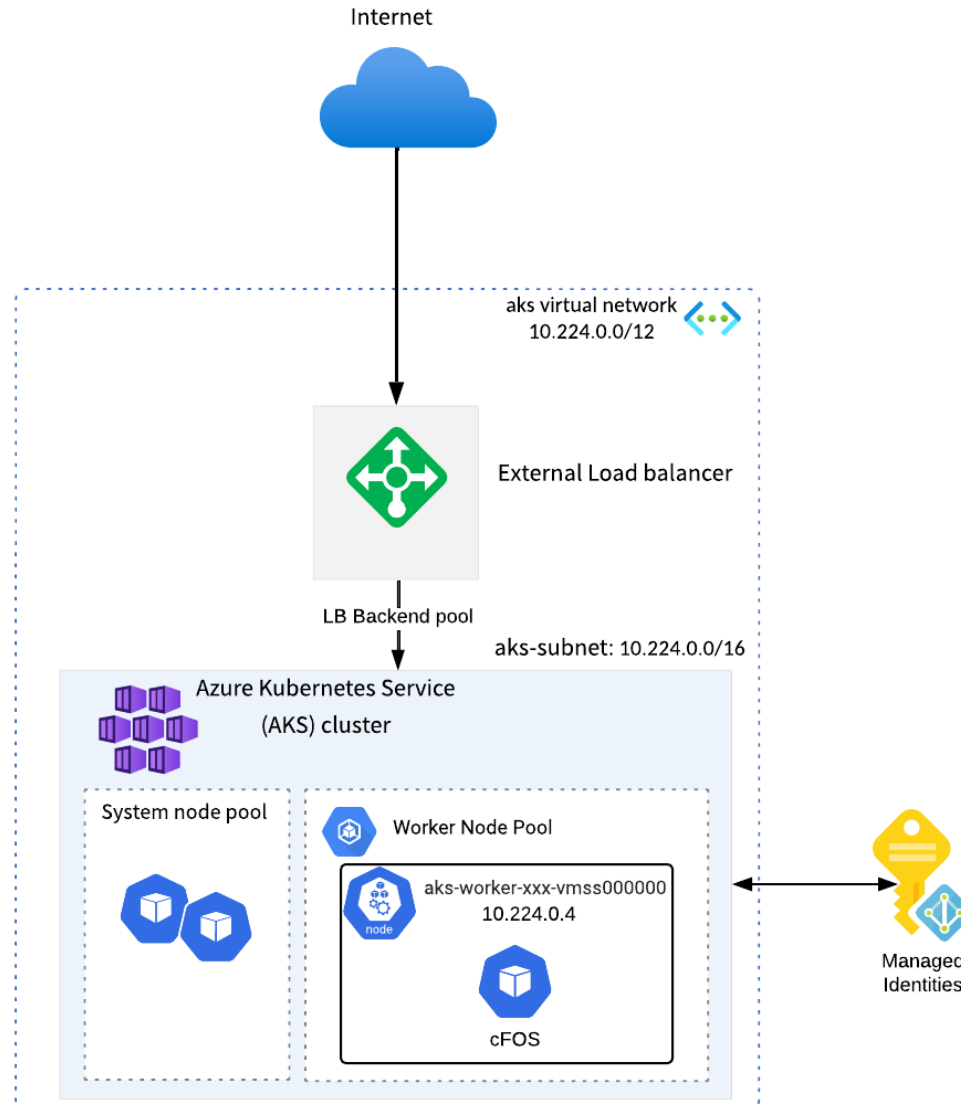 Internet
aks virtual network
10.224.0.0/12
External Load balancer
LB Backend pool
aks-subnet: 10.224.0.0/16
Azure Kubernetes Service
(AKS) cluster
System node pool
Worker Node Pool
aks-worker-xxx-vmss000000
10.224.0.4
node
cFOS
Managed
Identities